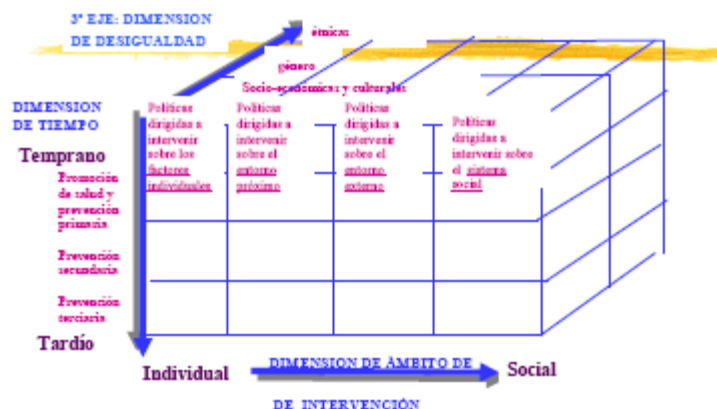 3º EJE: DIMENSION
DE DESIGUALDAD
étnicas
género
Socio-económicas y culturales
DIMENSION
DE TIEMPO
Temprano
Promoción
de salud y
prevención
primaria
Prevención
secundaria
Prevención
terciaria
Tardío
Políticas
dirigidas a
intervenir
sobre los
factores
individuales
Políticas
dirigidas a
intervenir
sobre el
entorno
próximo
Políticas
dirigidas a
intervenir
sobre el
entorno
externo
Políticas
dirigidas a
intervenir sobre
el sistema
social
Individual
DIMENSION DE ÁMBITO DE
Social
DE INTERVENCIÓN